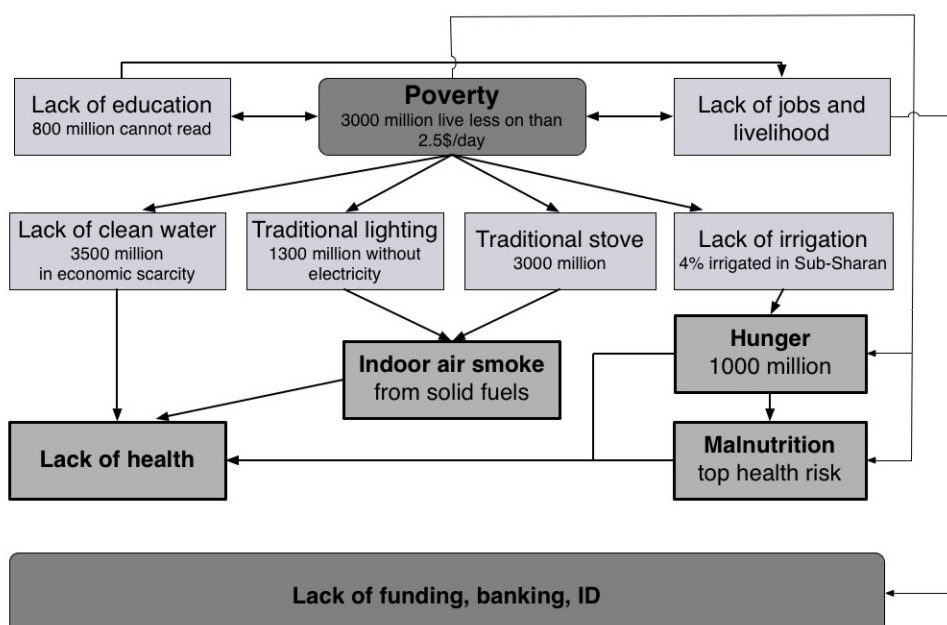 Lack of education
800 million cannot read
Poverty
3000 million live less on than
2.5$/day
Lack of jobs and
livelihood
Lack of clean water
3500 million
in economic scarcity
Traditional lighting
1300 million without
electricity
Traditional stove
3000 million
Lack of irrigation
4% irrigated in Sub-Sharan
Indoor air smoke
from solid fuels
Hunger
1000 million
Lack of health
Malnutrition
top health risk
Lack of funding, banking, ID